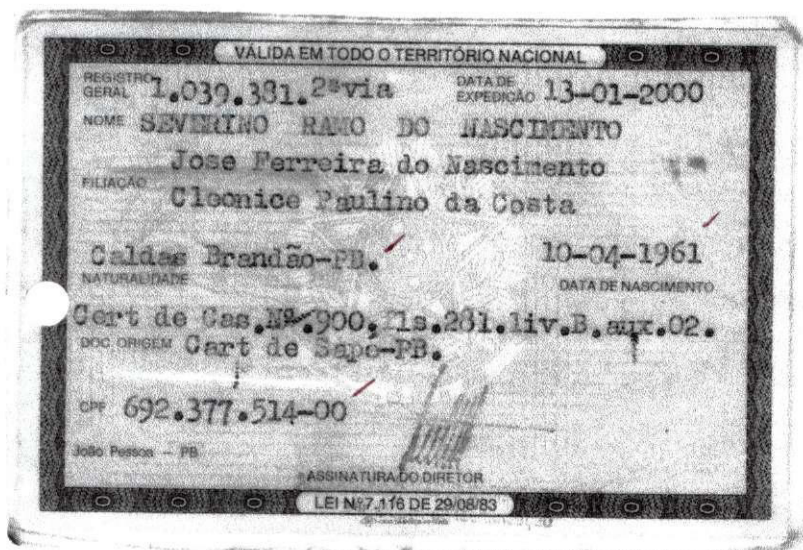 VÁLIDA EM TODO O TERRITÓRIO NACIONAL
REGISTRO GERAL 1.039.381.2ªvia DATA DE EXPEDIÇÃO 13-01-2000
NOME SEVERINO RAMO DO NASCIMENTO
Jose Ferreira do Nascimento
FILIAÇÃO
Cleonice Paulino da Costa
Caldas Brandão-PB. 10-04-1961
NATURALIDADE DATA DE NASCIMENTO
Cert de Cas.Nº.900,fls.281.liv.B.aux.02.
DOC ORIGEM Cart de Sapo-PB.
CPF 692.377.514-00
João Pessoa - PB
ASSINATURA DO DIRETOR
LEI Nº 7.116 DE 29/08/83